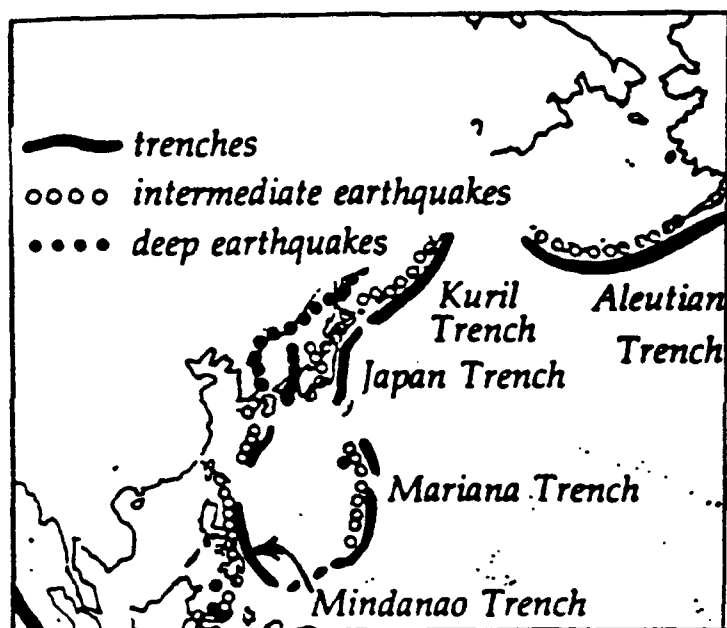 trenches
intermediate earthquakes
deep earthquakes
Kuril
Trench
Aleutian
Trench
Japan Trench
Mariana Trench
Mindanao Trench